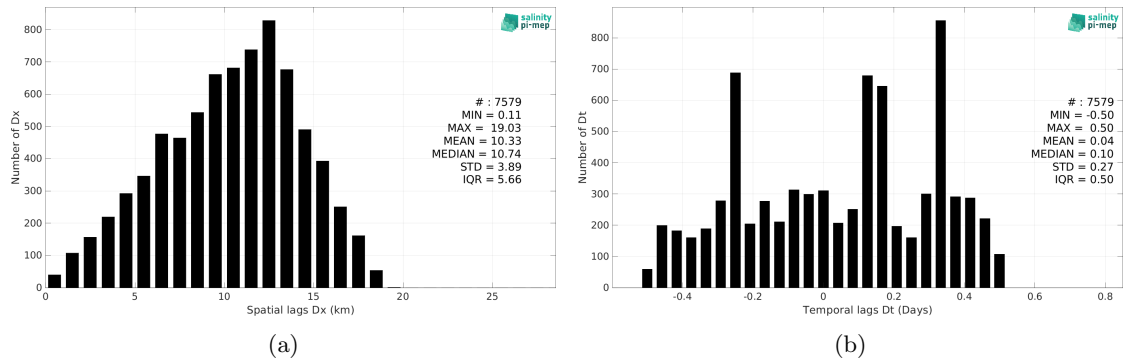 800
700
600
500
400
300
200
100
0
Number of Dx
0
5
10
15
20
25
Spatial lags Dx (km)
salinity
pi-mep
# : 7579
MIN = 0.11
MAX = 19.03
MEAN = 10.33
MEDIAN = 10.74
STD = 3.89
IQR = 5.66
(a)
800
700
600
500
400
300
200
100
0
Number of Dt
-0.4
-0.2
0
0.2
0.4
0.6
0.8
Temporal lags Dt (Days)
salinity
pi-mep
# : 7579
MIN = -0.50
MAX = 0.50
MEAN = 0.04
MEDIAN = 0.10
STD = 0.27
IQR = 0.50
(b)